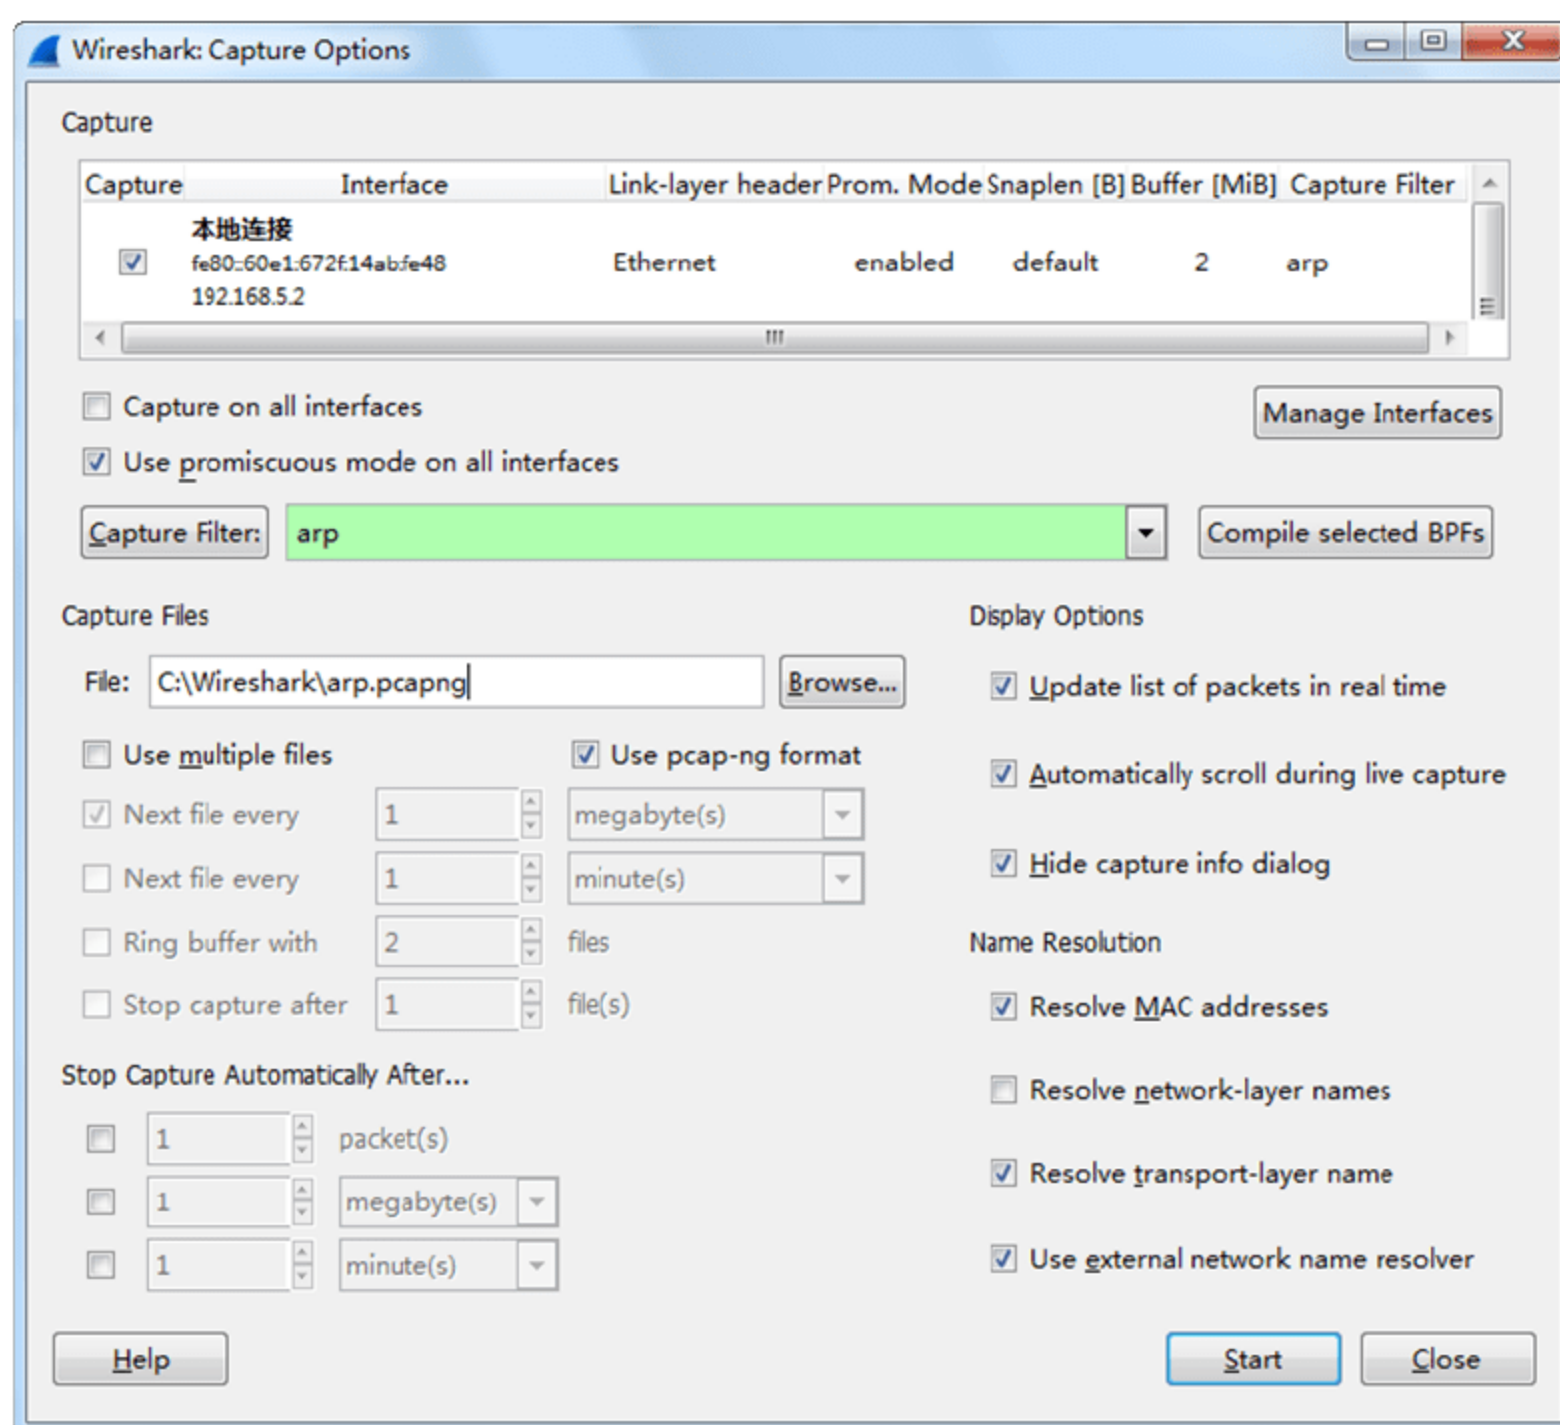 Wireshark: Capture Options
Capture
Capture Interface Link-layer header Prom. Mode Snaplen [B] Buffer [MiB] Capture Filter
本地连接
fe80::60e1:672f:14ab:fe48 Ethernet enabled default 2 arp
192.168.5.2
Capture on all interfaces
Manage Interfaces
Use promiscuous mode on all interfaces
Capture Filter: arp Compile selected BPFs
Capture Files
File: C:\Wireshark\arp.pcapng Browse...
Use multiple files Use pcap-ng format
Next file every 1 megabyte(s)
Next file every 1 minute(s)
Ring buffer with 2 files
Stop capture after 1 file(s)
Stop Capture Automatically After...
1 packet(s)
1 megabyte(s)
1 minute(s)
Display Options
Update list of packets in real time
Automatically scroll during live capture
Hide capture info dialog
Name Resolution
Resolve MAC addresses
Resolve network-layer names
Resolve transport-layer name
Use external network name resolver
Help Start Close